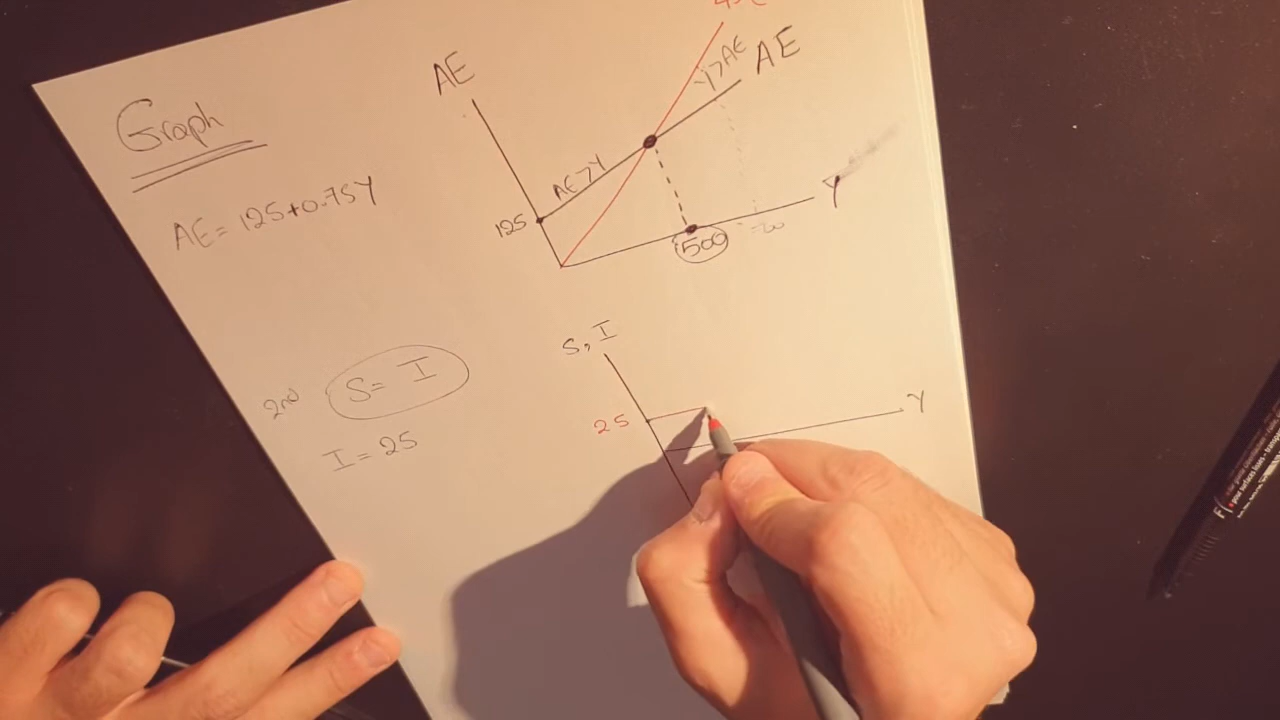 Graph
AE = 125+0.75Y
AE
AE
Y>AE
AE>Y
125
500
Y
S, I
25
Y
2nd
S= I
I = 25